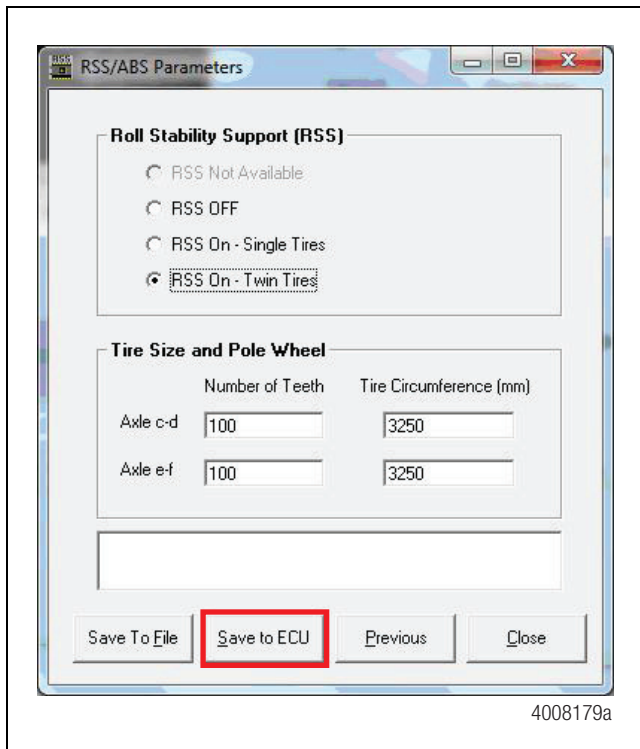 RSS
RSS/ABS Parameters
Roll Stability Support (RSS)
RSS Not Available
RSS OFF
RSS On - Single Tires
RSS On - Twin Tires
Tire Size and Pole Wheel
Number of Teeth Tire Circumference (mm)
Axle c-d 100 3250
Axle e-f 100 3250
Save To File Save to ECU Previous Close
4008179a